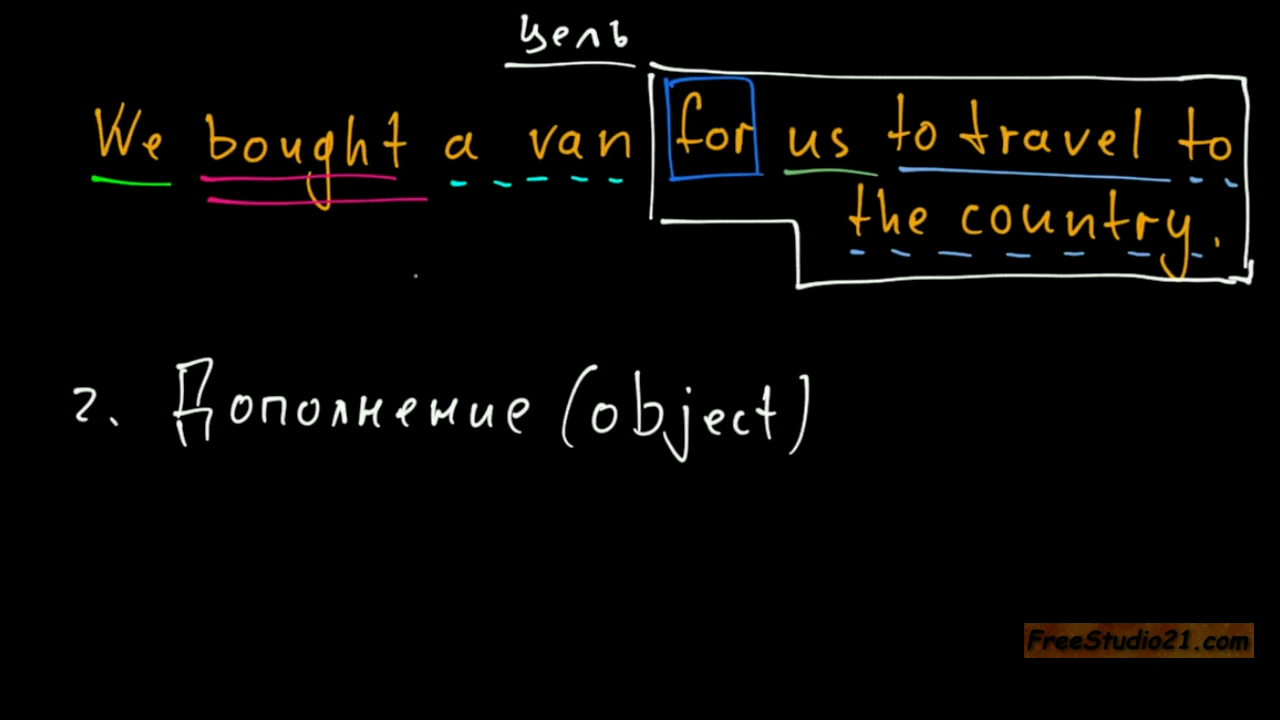 цель
We bought a van for us to travel to
the country.
2. Дополнение (object)
FreeStudio21.com